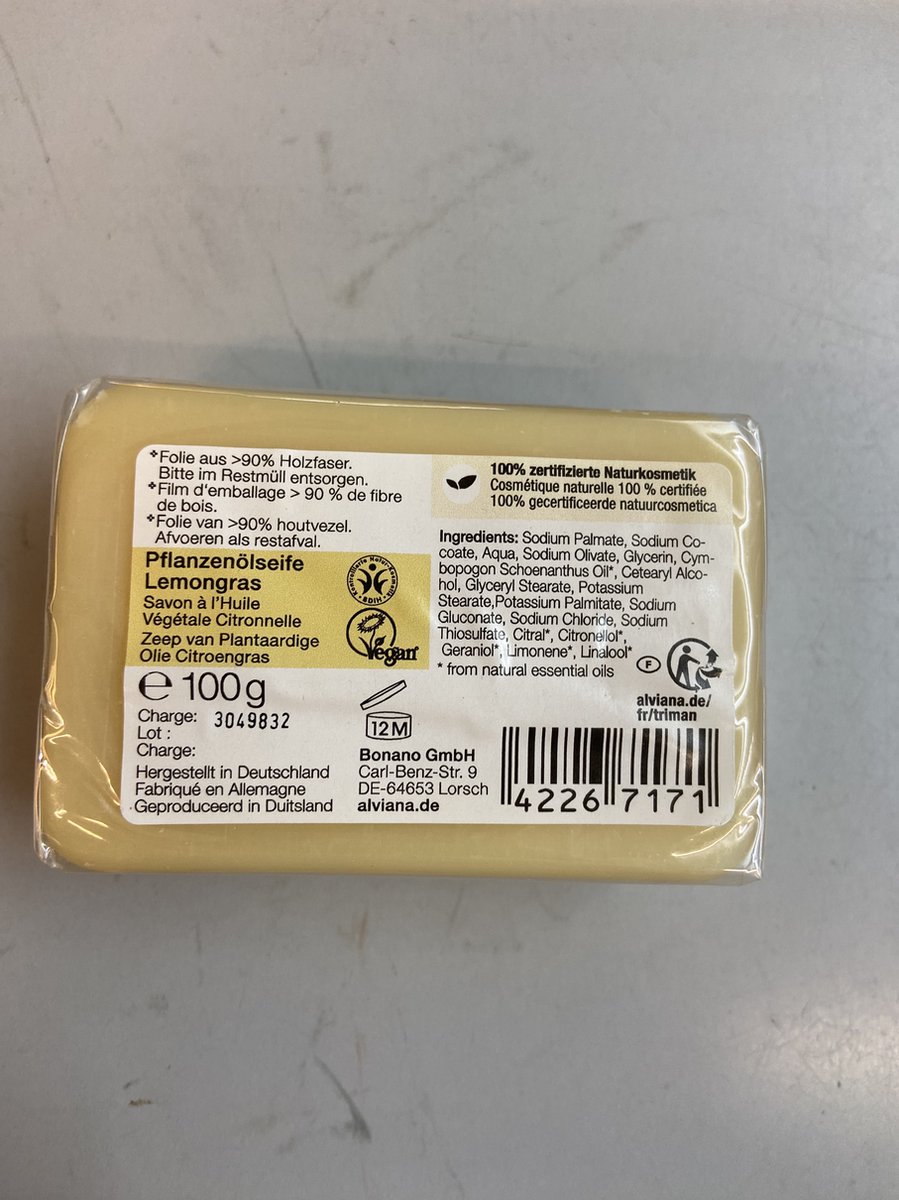 *Folie aus >90% Holzfaser.
Bitte im Restmüll entsorgen.
*Film d'emballage > 90 % de fibre
de bois.
*Folie van >90% houtvezel.
Afvoeren als restafval.
Pflanzenölseife
Lemongras
Savon à l'Huile
Végétale Citronnelle
Zeep van Plantaardige
Olie Citroengras
Kontrollierte Natur-Kosmetik
BDIH
Vegan
e 100g
Charge: 3049832
Lot :
Charge:
Hergestellt in Deutschland
Fabriqué en Allemagne
Geproduceerd in Duitsland
12M
Bonano GmbH
Carl-Benz-Str. 9
DE-64653 Lorsch
alviana.de
100% zertifizierte Naturkosmetik
Cosmétique naturelle 100 % certifiée
100% gecertificeerde natuurcosmetica
Ingredients: Sodium Palmate, Sodium Co-
coate, Aqua, Sodium Olivate, Glycerin, Cym-
bopogon Schoenanthus Oil*, Cetearyl Alco-
hol, Glyceryl Stearate, Potassium
Stearate,Potassium Palmitate, Sodium
Gluconate, Sodium Chloride, Sodium
Thiosulfate, Citral*, Citronellol*,
Geraniol*, Limonene*, Linalool*
* from natural essential oils
F
alviana.de/
fr/triman
4226 7171